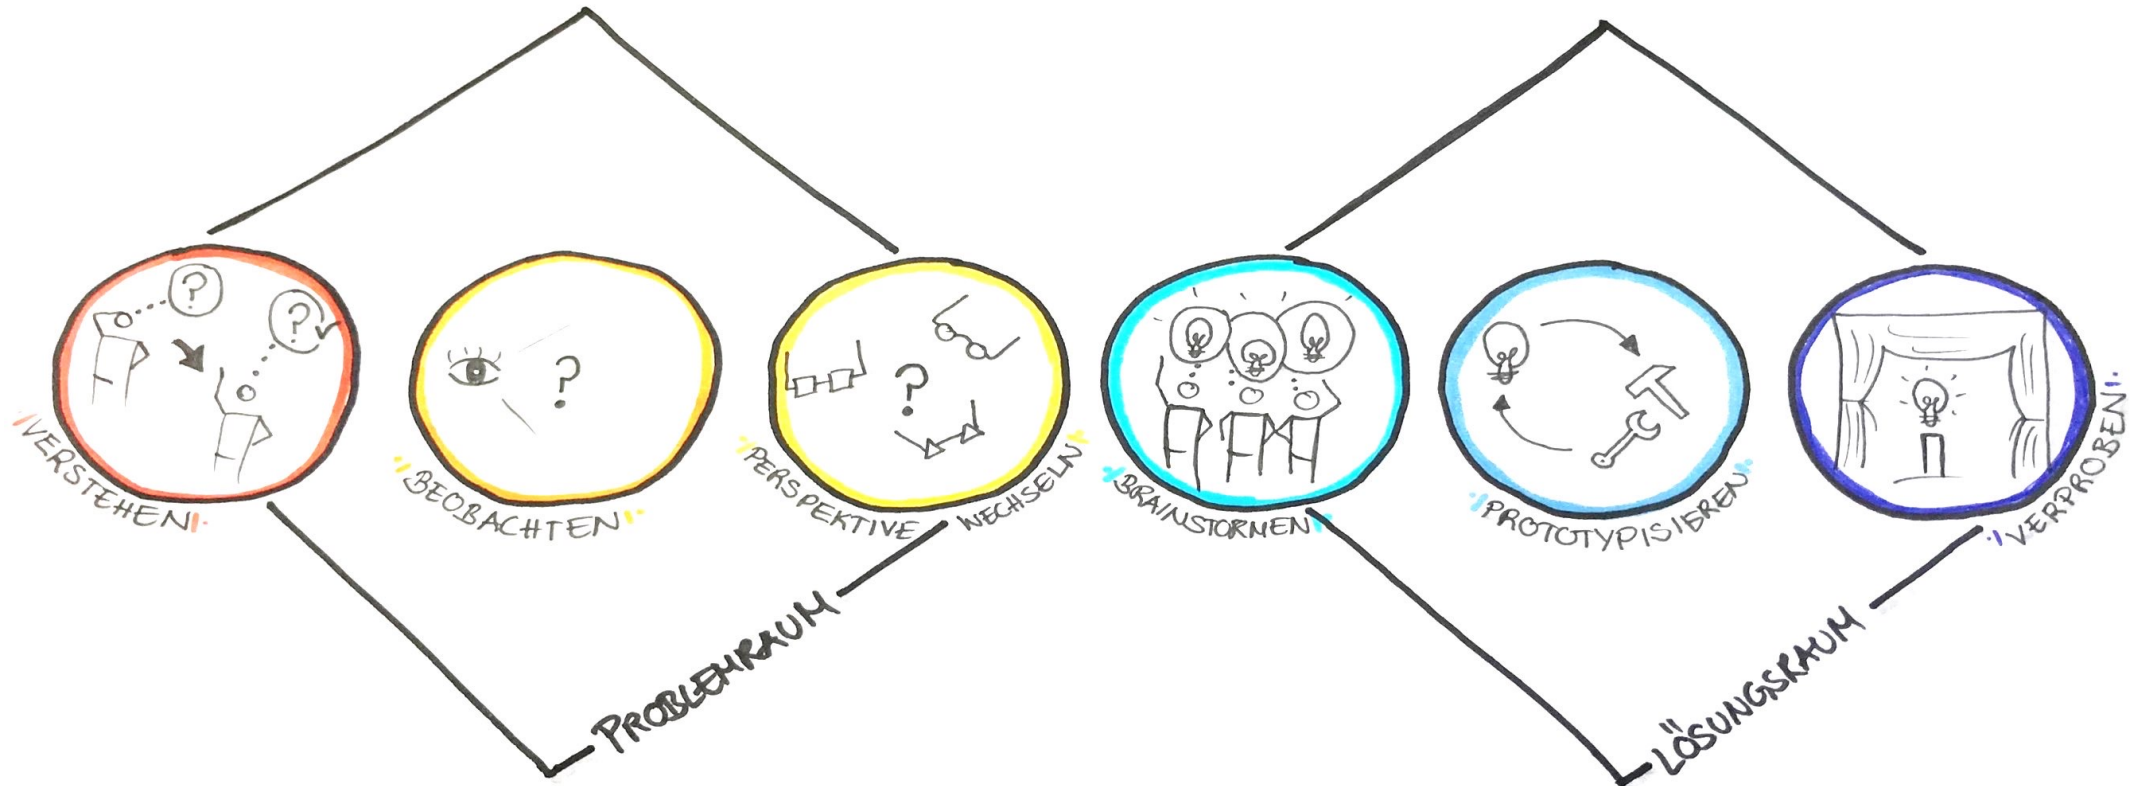 ?
?
?
?
VERSTEHEN
BEOBACHTEN
PERSPEKTIVE WECHSELN
BRAINSTORMEN
PROTOTYPISIEREN
VERPROBEN
PROBLEMRAUM
LÖSUNGSRAUM